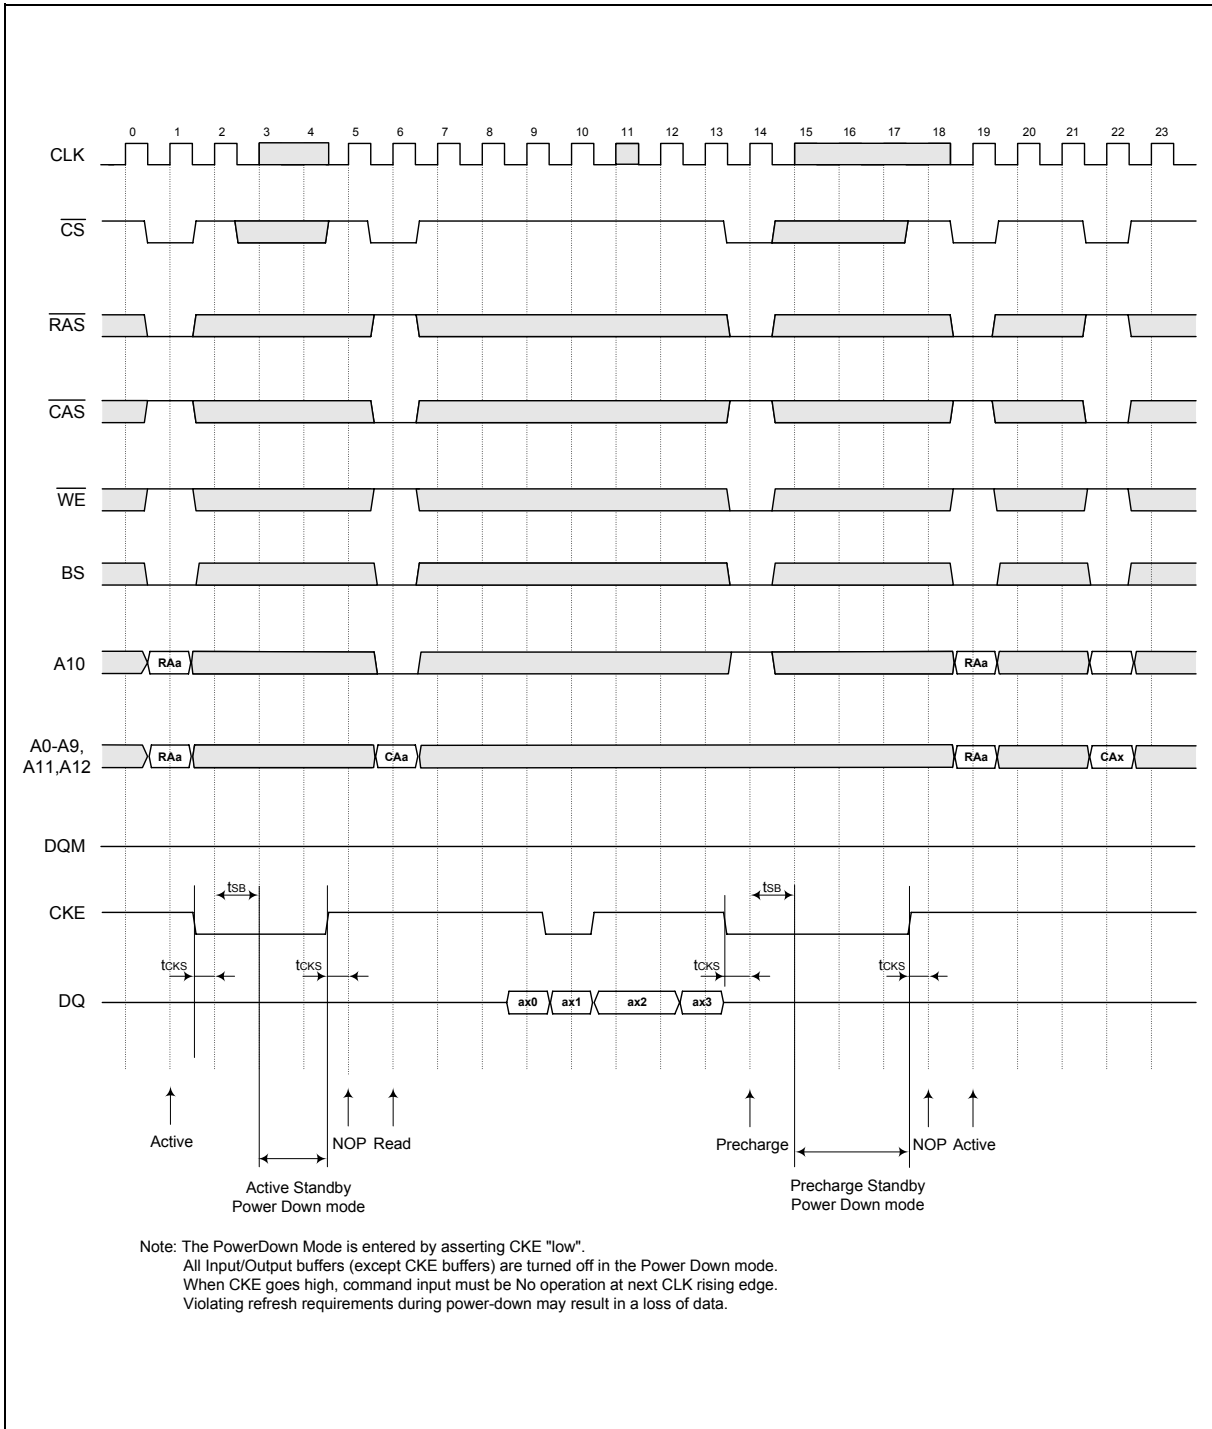 0 1 2 3 4 5 6 7 8 9 10 11 12 13 14 15 16 17 18 19 20 21 22 23
CLK
CS
RAS
CAS
WE
BS
A10 RAa RAa
A0-A9,
A11,A12 RAa CAa RAa CAx
DQM
tSB tSB
CKE
tCKS tCKS tCKS tCKS
DQ ax0 ax1 ax2 ax3
Active NOP Read Precharge NOP Active
Active Standby
Power Down mode
Precharge Standby
Power Down mode
Note: The PowerDown Mode is entered by asserting CKE "low".
All Input/Output buffers (except CKE buffers) are turned off in the Power Down mode.
When CKE goes high, command input must be No operation at next CLK rising edge.
Violating refresh requirements during power-down may result in a loss of data.